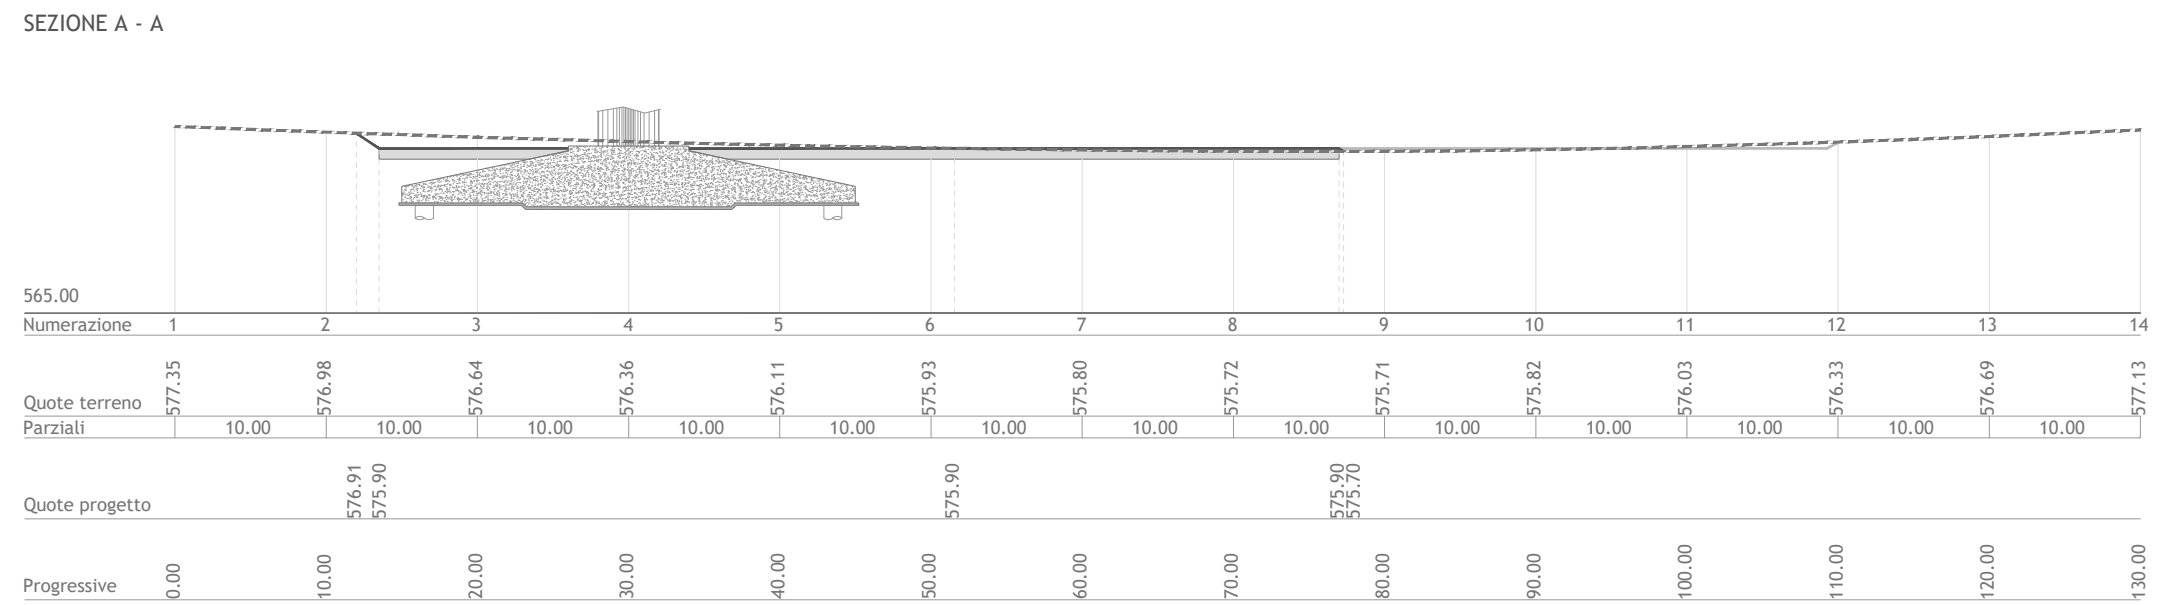 SEZIONE A - A
565.00
Numerazione 1 2 3 4 5 6 7 8 9 10 11 12 13 14
Quote terreno 577.35 576.98 576.64 576.36 576.11 575.93 575.80 575.72 575.71 575.82 576.03 576.33 576.69 577.13
Parziali 10.00 10.00 10.00 10.00 10.00 10.00 10.00 10.00 10.00 10.00 10.00 10.00 10.00
Quote progetto 576.91 575.90 575.90 575.90 575.70
Progressive 0.00 10.00 20.00 30.00 40.00 50.00 60.00 70.00 80.00 90.00 100.00 110.00 120.00 130.00